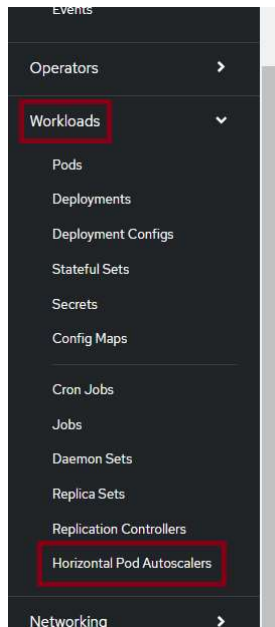 Events
Operators
Workloads
Pods
Deployments
Deployment Configs
Stateful Sets
Secrets
Config Maps
Cron Jobs
Jobs
Daemon Sets
Replica Sets
Replication Controllers
Horizontal Pod Autoscalers
Networking